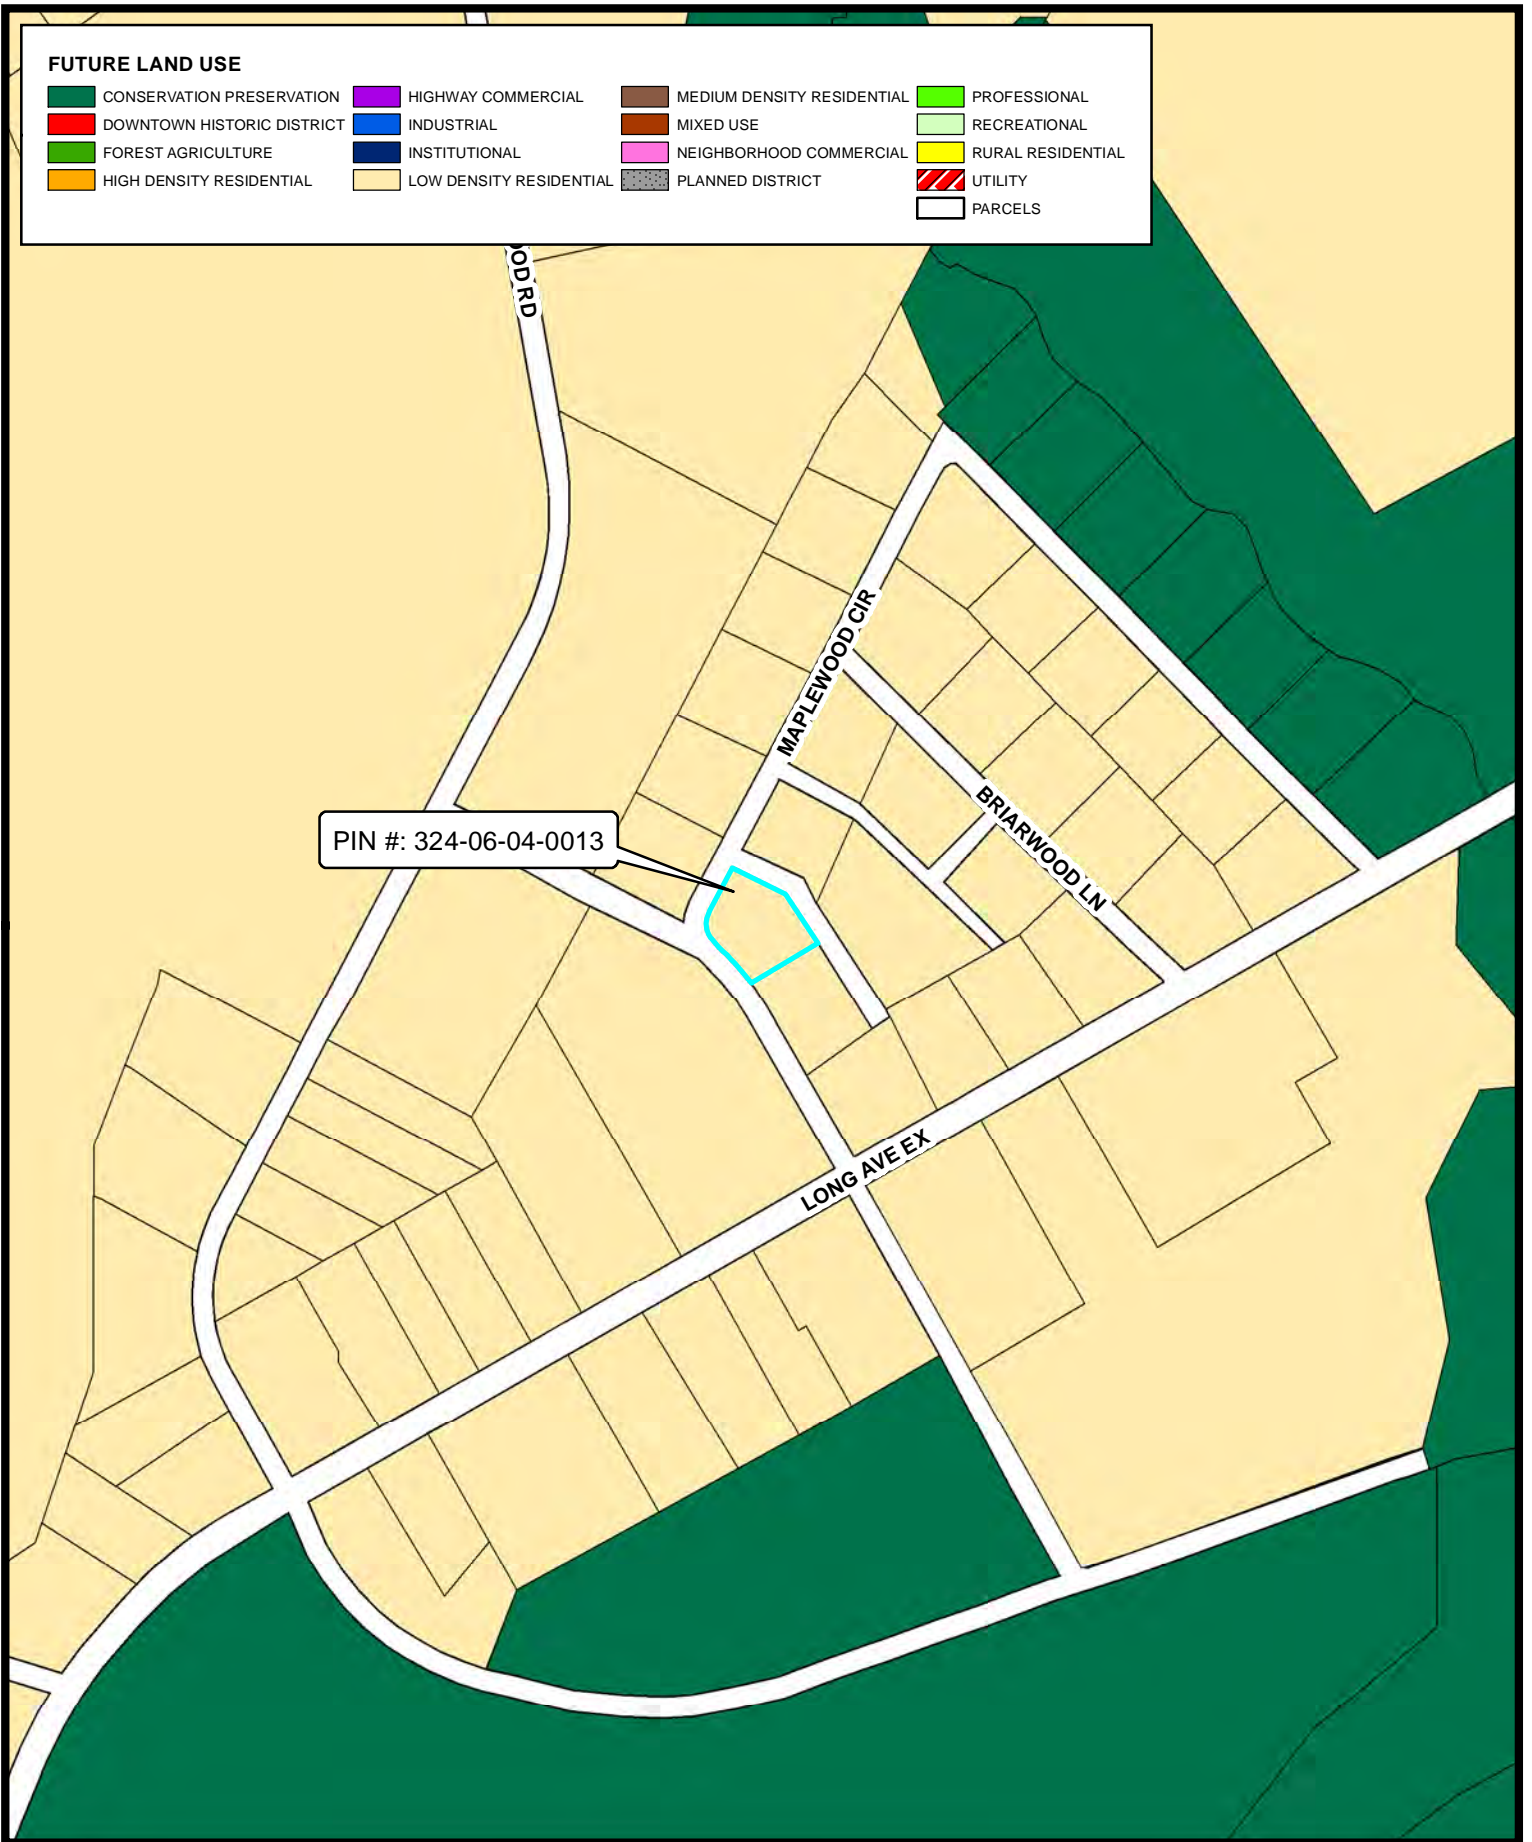 FUTURE LAND USE
CONSERVATION PRESERVATION
DOWNTOWN HISTORIC DISTRICT
FOREST AGRICULTURE
HIGH DENSITY RESIDENTIAL
HIGHWAY COMMERCIAL
INDUSTRIAL
INSTITUTIONAL
LOW DENSITY RESIDENTIAL
MEDIUM DENSITY RESIDENTIAL
MIXED USE
NEIGHBORHOOD COMMERCIAL
PLANNED DISTRICT
PROFESSIONAL
RECREATIONAL
RURAL RESIDENTIAL
UTILITY
PARCELS
OOD RD
MAPLEWOOD CIR
BRIARWOOD LN
PIN #: 324-06-04-0013
LONG AVE EX